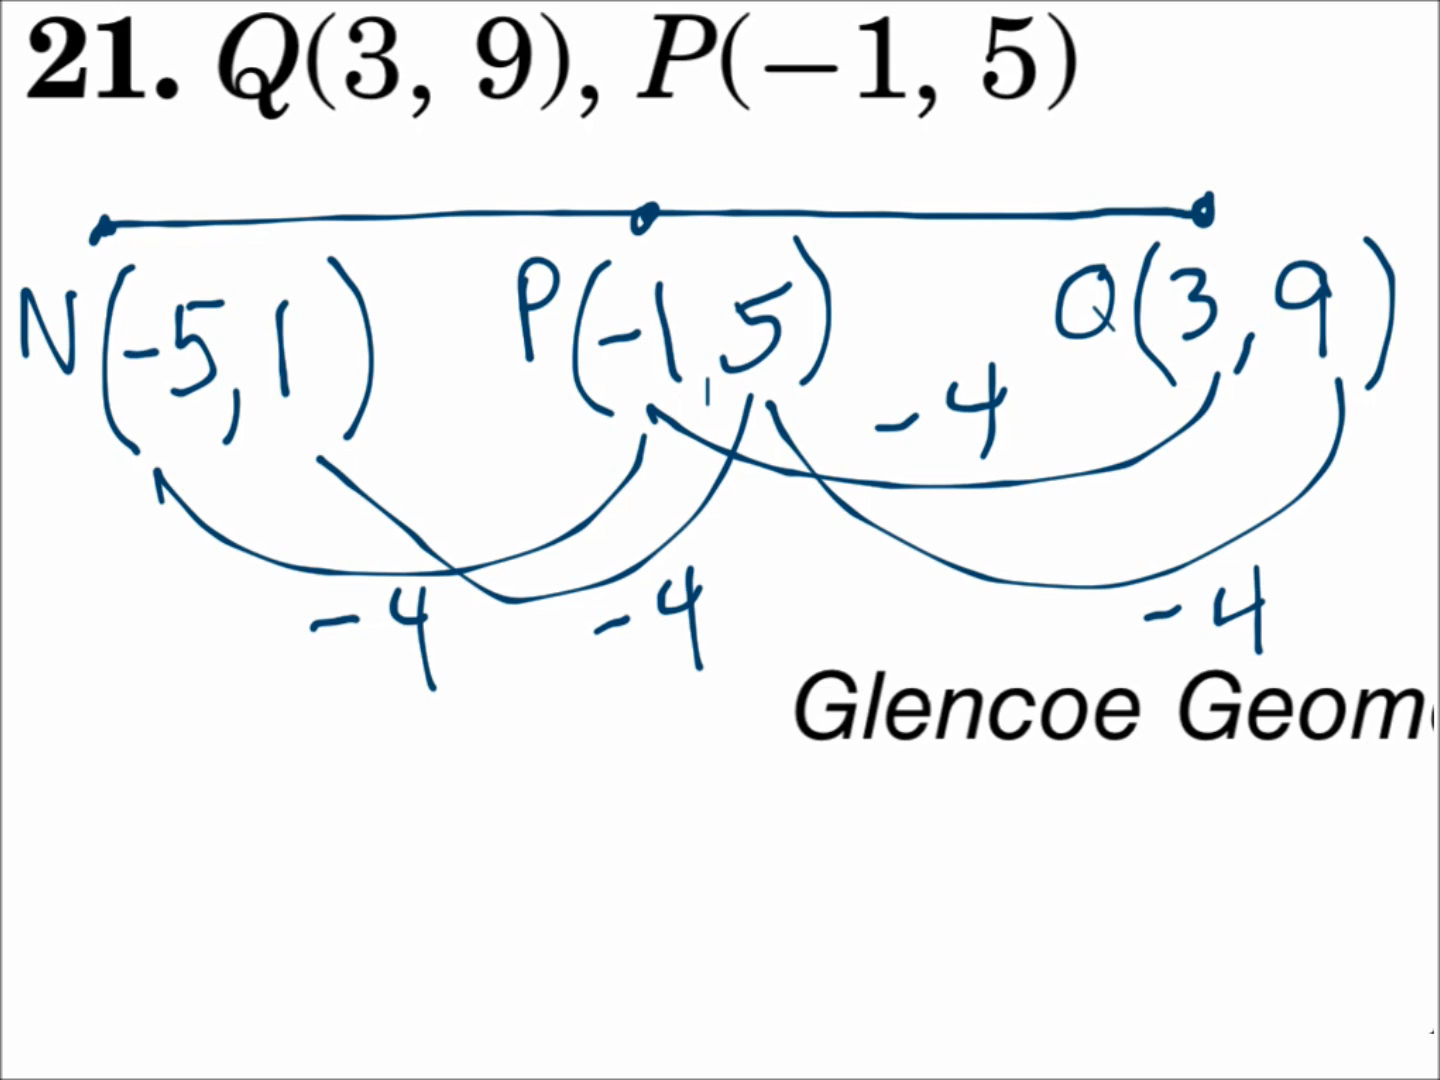 21. Q(3, 9), P(−1, 5)
N(-5,1) P(-1,5) Q(3,9)
-4
-4 -4 -4
Glencoe Geom